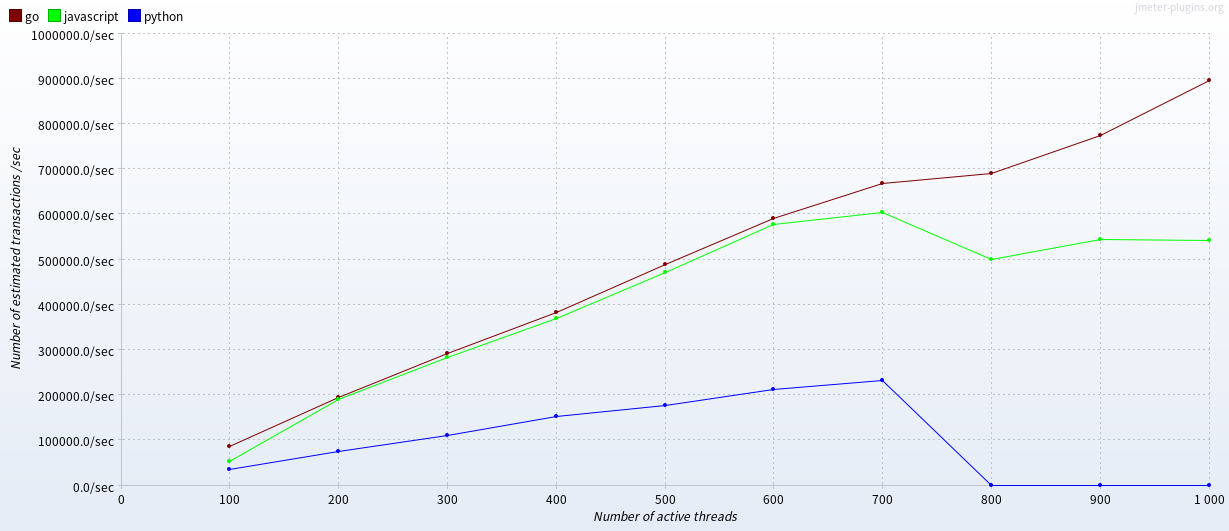 go javascript python
jmeter-plugins.org
1000000.0/sec
900000.0/sec
800000.0/sec
700000.0/sec
600000.0/sec
500000.0/sec
400000.0/sec
300000.0/sec
200000.0/sec
100000.0/sec
0.0/sec
Number of estimated transactions /sec
0 100 200 300 400 500 600 700 800 900 1 000
Number of active threads